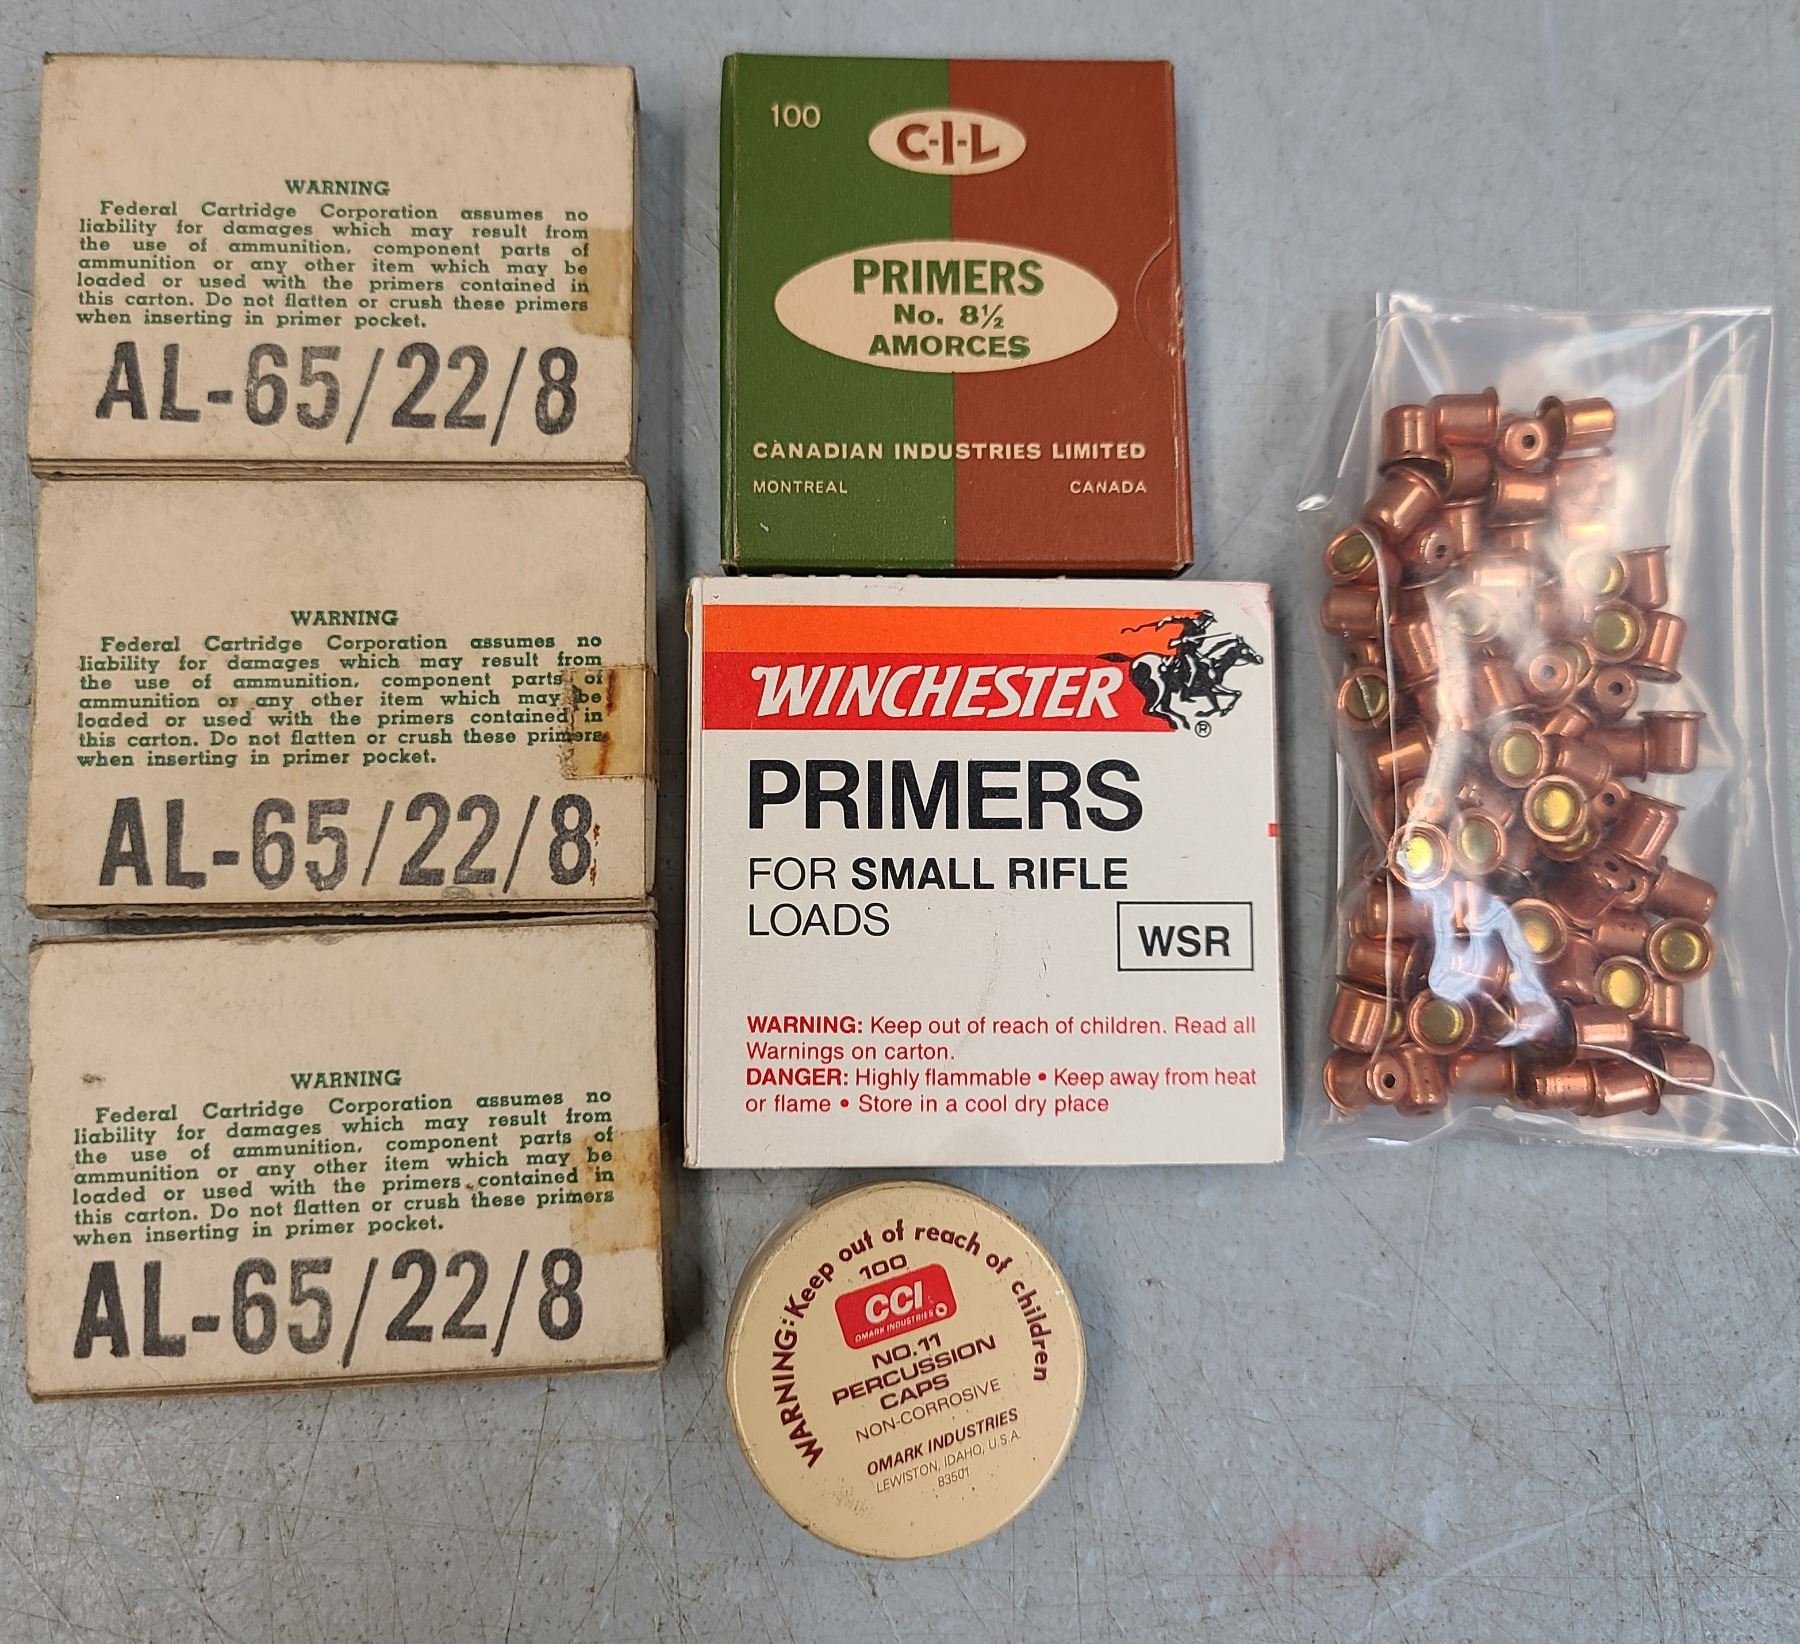 WARNING
Federal Cartridge Corporation assumes no
liability for damages which may result from
the use of ammunition, component parts of
ammunition or any other item which may be
loaded or used with the primers contained in
this carton. Do not flatten or crush these primers
when inserting in primer pocket.
AL-65/22/8
WARNING
Federal Cartridge Corporation assumes no
liability for damages which may result from
the use of ammunition, component parts of
ammunition or any other item which may be
loaded or used with the primers contained in
this carton. Do not flatten or crush these primers
when inserting in primer pocket.
AL-65/22/8
WARNING
Federal Cartridge Corporation assumes no
liability for damages which may result from
the use of ammunition, component parts of
ammunition or any other item which may be
loaded or used with the primers contained in
this carton. Do not flatten or crush these primers
when inserting in primer pocket.
AL-65/22/8
100
C-I-L
PRIMERS
No. 8½
AMORCES
CANADIAN INDUSTRIES LIMITED
MONTREAL CANADA
WINCHESTER
®
PRIMERS
FOR SMALL RIFLE
LOADS
WSR
WARNING: Keep out of reach of children. Read all
Warnings on carton.
DANGER: Highly flammable • Keep away from heat
or flame • Store in a cool dry place
WARNING: Keep out of reach of children
100
CCI
OMARK INDUSTRIES
NO.11
PERCUSSION
CAPS
NON-CORROSIVE
OMARK INDUSTRIES
LEWISTON, IDAHO, U.S.A.
83501